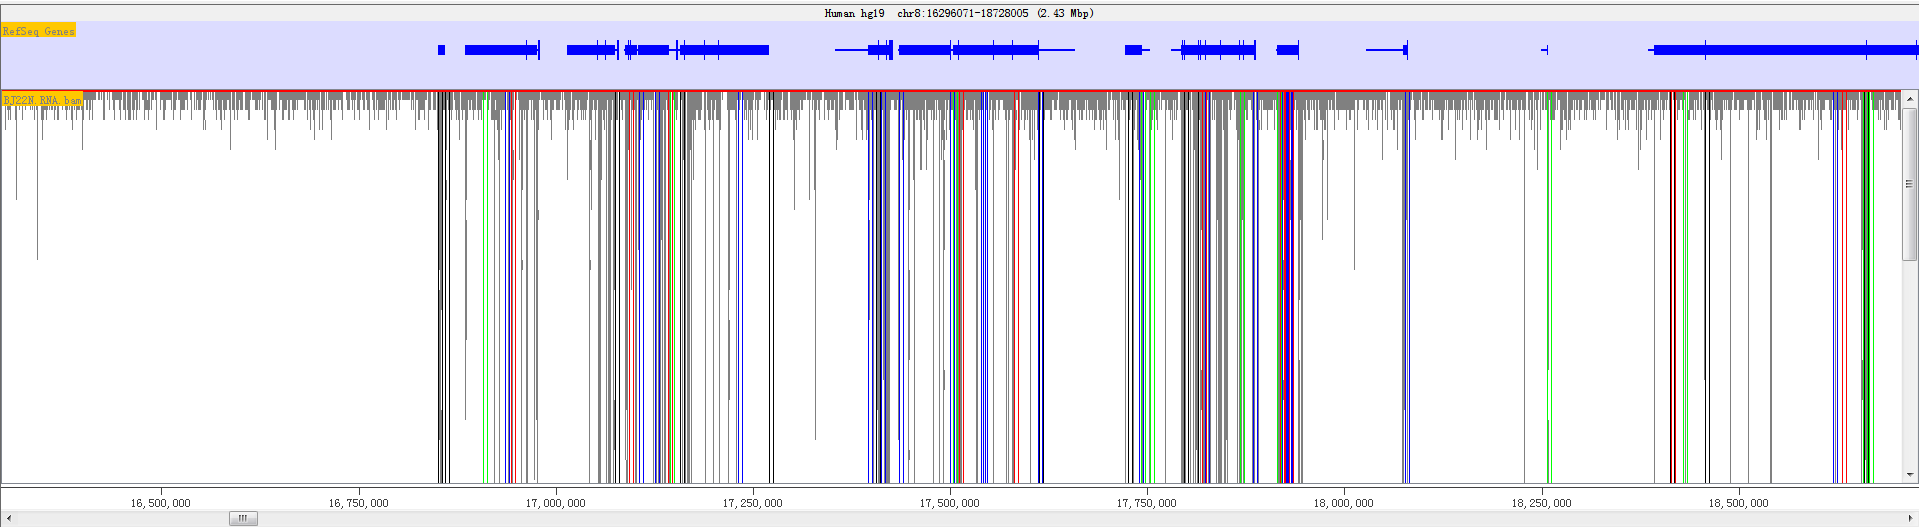 Human hg19 chr8:16296071-18728005 (2.43 Mbp)
RefSeq Genes
BJ22N.RNA.bam
16,500,000 16,750,000 17,000,000 17,250,000 17,500,000 17,750,000 18,000,000 18,250,000 18,500,000